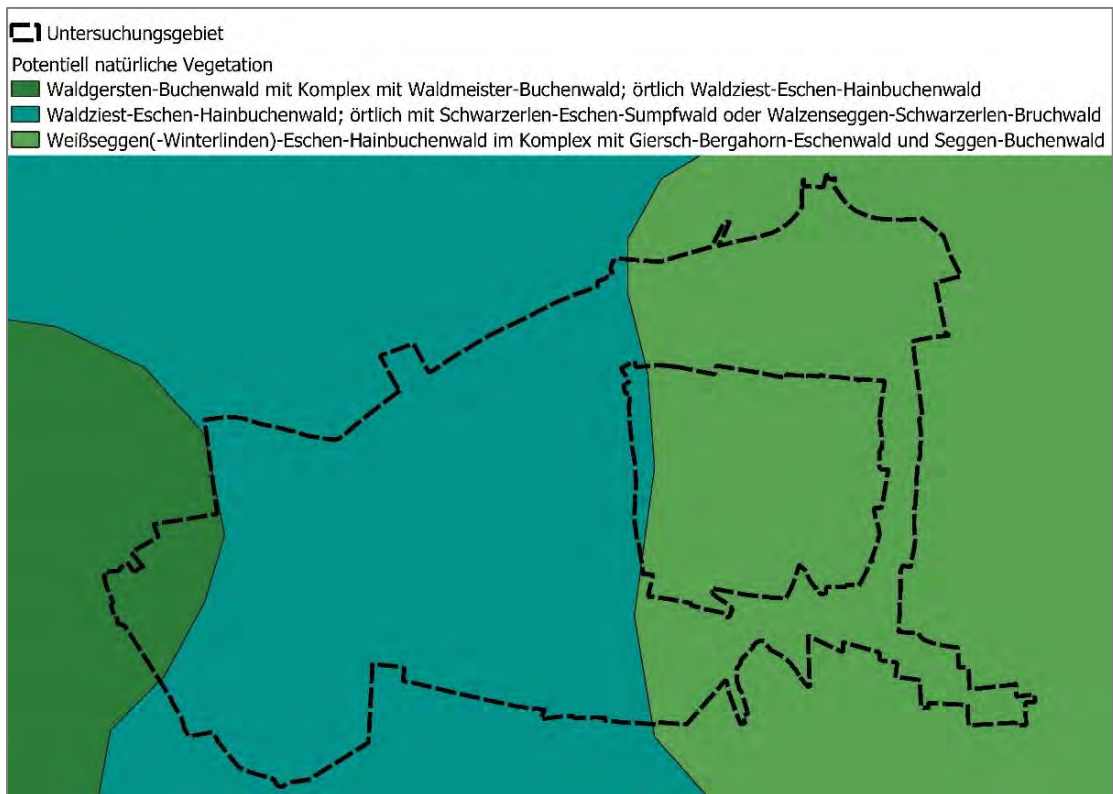 Untersuchungsgebiet
Potentiell natürliche Vegetation
Waldgersten-Buchenwald mit Komplex mit Waldmeister-Buchenwald; örtlich Waldziest-Eschen-Hainbuchenwald
Waldziest-Eschen-Hainbuchenwald; örtlich mit Schwarzerlen-Eschen-Sumpfwald oder Walzenseggen-Schwarzerlen-Bruchwald
Weißseggen(-Winterlinden)-Eschen-Hainbuchenwald im Komplex mit Giersch-Bergahorn-Eschenwald und Seggen-Buchenwald